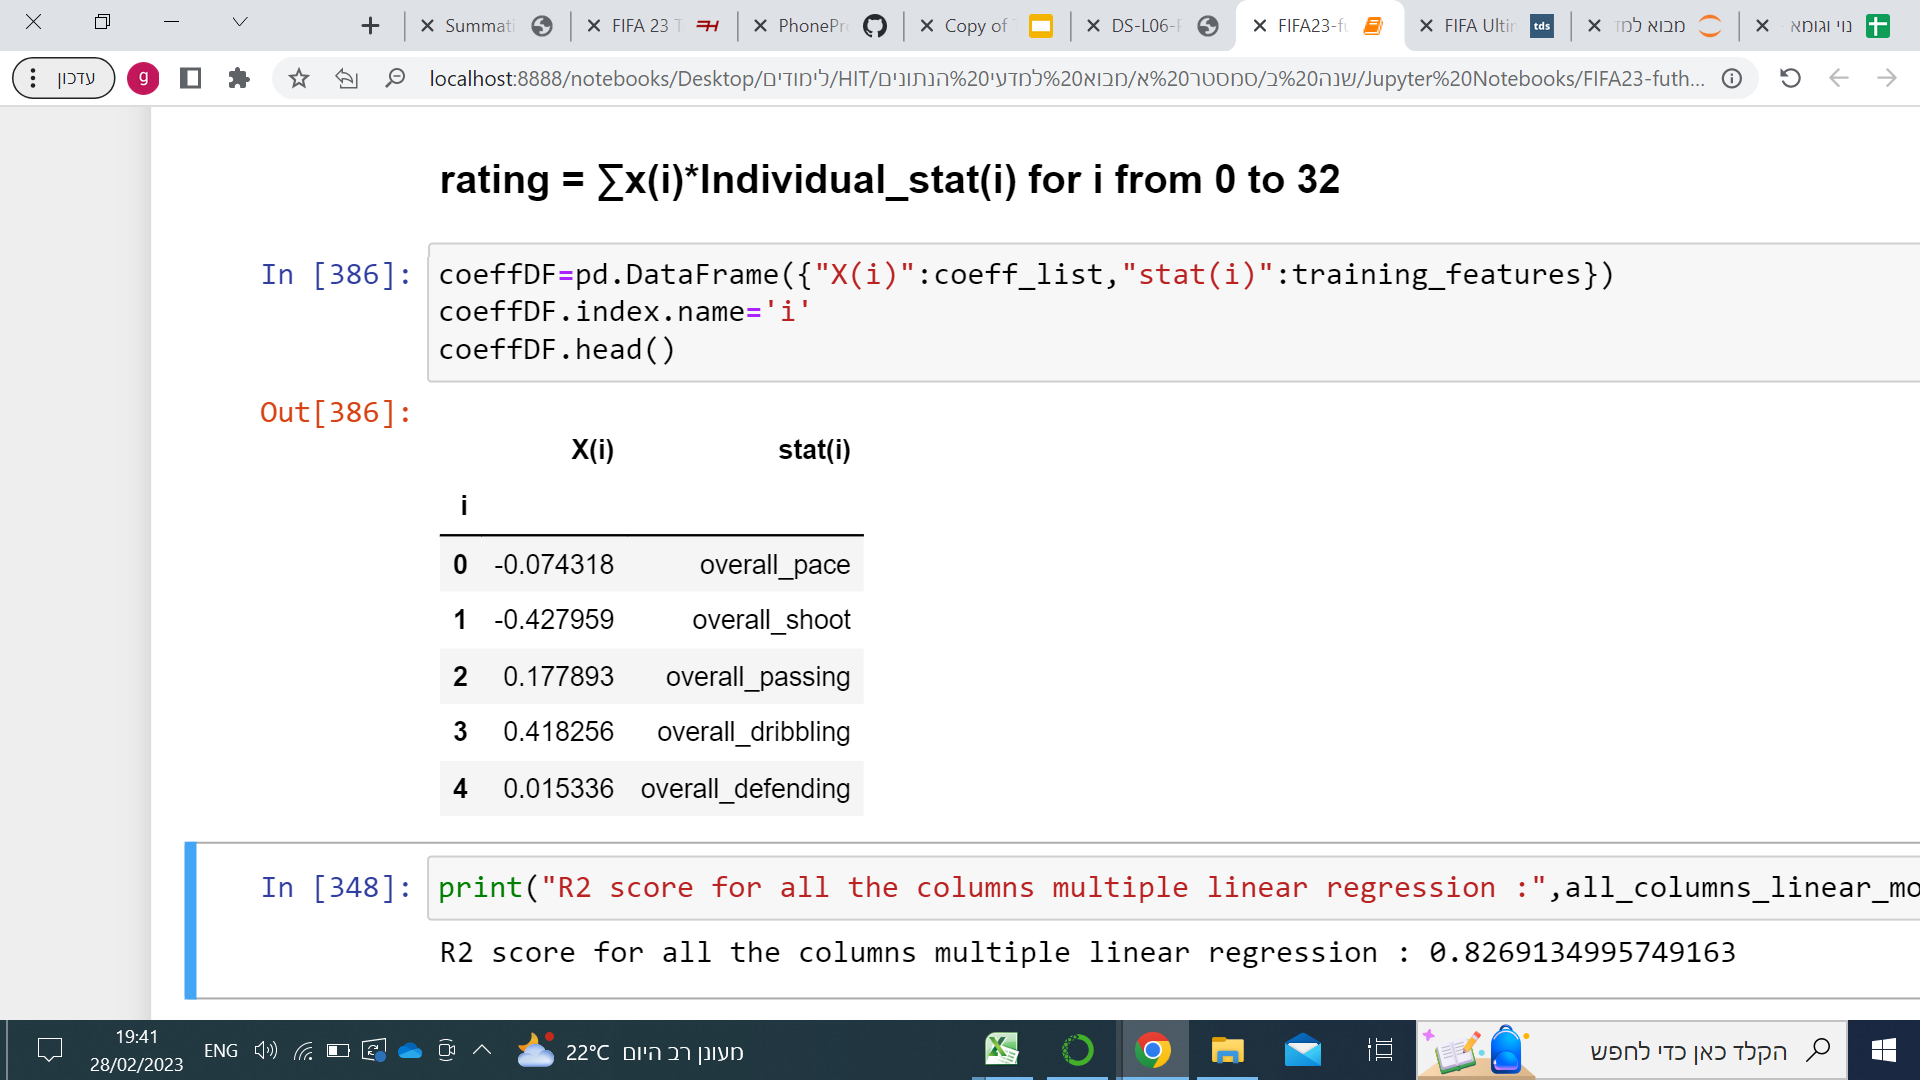 Summati
FIFA 23 T
PhonePr
Copy of
DS-L06-
FIFA23-f
FIFA Ultin
tds
מבוא למד
נוי וגומא -
עדכון
g
localhost:8888/notebooks/Desktop/לימודים/HIT/שנה%20ב/סמסטר%20א/מבוא%20למדעי%20הנתונים/Jupyter%20Notebooks/FIFA23-futh...
rating = ∑x(i)*Individual_stat(i) for i from 0 to 32
In [386]:
coeffDF=pd.DataFrame({"X(i)":coeff_list,"stat(i)":training_features})
coeffDF.index.name='i'
coeffDF.head()
Out[386]:
X(i) stat(i)
i
0 -0.074318 overall_pace
1 -0.427959 overall_shoot
2 0.177893 overall_passing
3 0.418256 overall_dribbling
4 0.015336 overall_defending
In [348]:
print("R2 score for all the columns multiple linear regression :",all_columns_linear_mo
R2 score for all the columns multiple linear regression : 0.8269134995749163
19:41
28/02/2023
ENG
22°C מעונן רב היום
הקלד כאן כדי לחפש